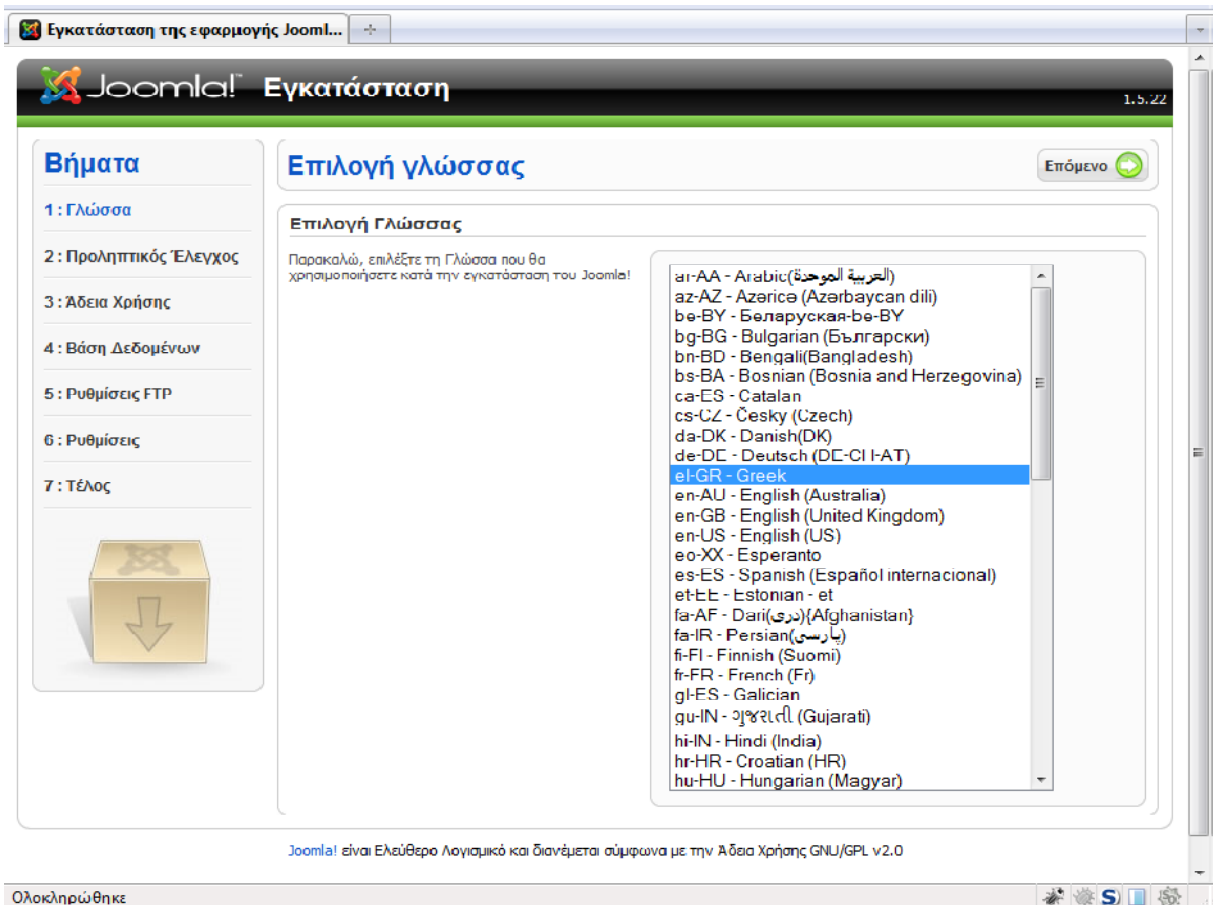 Εγκατάσταση της εφαρμογής Jooml...
Joomla! Εγκατάσταση
1.5.22
Βήματα
1 : Γλώσσα
2 : Προληπτικός Έλεγχος
3 : Άδεια Χρήσης
4 : Βάση Δεδομένων
5 : Ρυθμίσεις FTP
6 : Ρυθμίσεις
7 : Τέλος
Επιλογή γλώσσας
Επόμενο
Επιλογή Γλώσσας
Παρακαλώ, επιλέξτε τη Γλώσσα που θα
χρησιμοποιήσετε κατά την εγκατάσταση του Joomla!
ar-AA - Arabic(العربية الموحدة)
az-AZ - Azəricə (Azərbaycan dili)
be-BY - Беларуская-be-BY
bg-BG - Bulgarian (Български)
bn-BD - Bengali(Bangladesh)
bs-BA - Bosnian (Bosnia and Herzegovina)
ca-ES - Catalan
cs-CZ - Česky (Czech)
da-DK - Danish(DK)
de-DE - Deutsch (DE-CH-AT)
el-GR - Greek
en-AU - English (Australia)
en-GB - English (United Kingdom)
en-US - English (US)
eo-XX - Esperanto
es-ES - Spanish (Español internacional)
et-EE - Estonian - et
fa-AF - Dari(دری){Afghanistan}
fa-IR - Persian(پارسی)
fi-FI - Finnish (Suomi)
fr-FR - French (Fr)
gl-ES - Galician
gu-IN - ગુજરાતી (Gujarati)
hi-IN - Hindi (India)
hr-HR - Croatian (HR)
hu-HU - Hungarian (Magyar)
Joomla! είναι Ελεύθερο Λογισμικό και διανέμεται σύμφωνα με την Άδεια Χρήσης GNU/GPL v2.0
Ολοκληρώθηκε